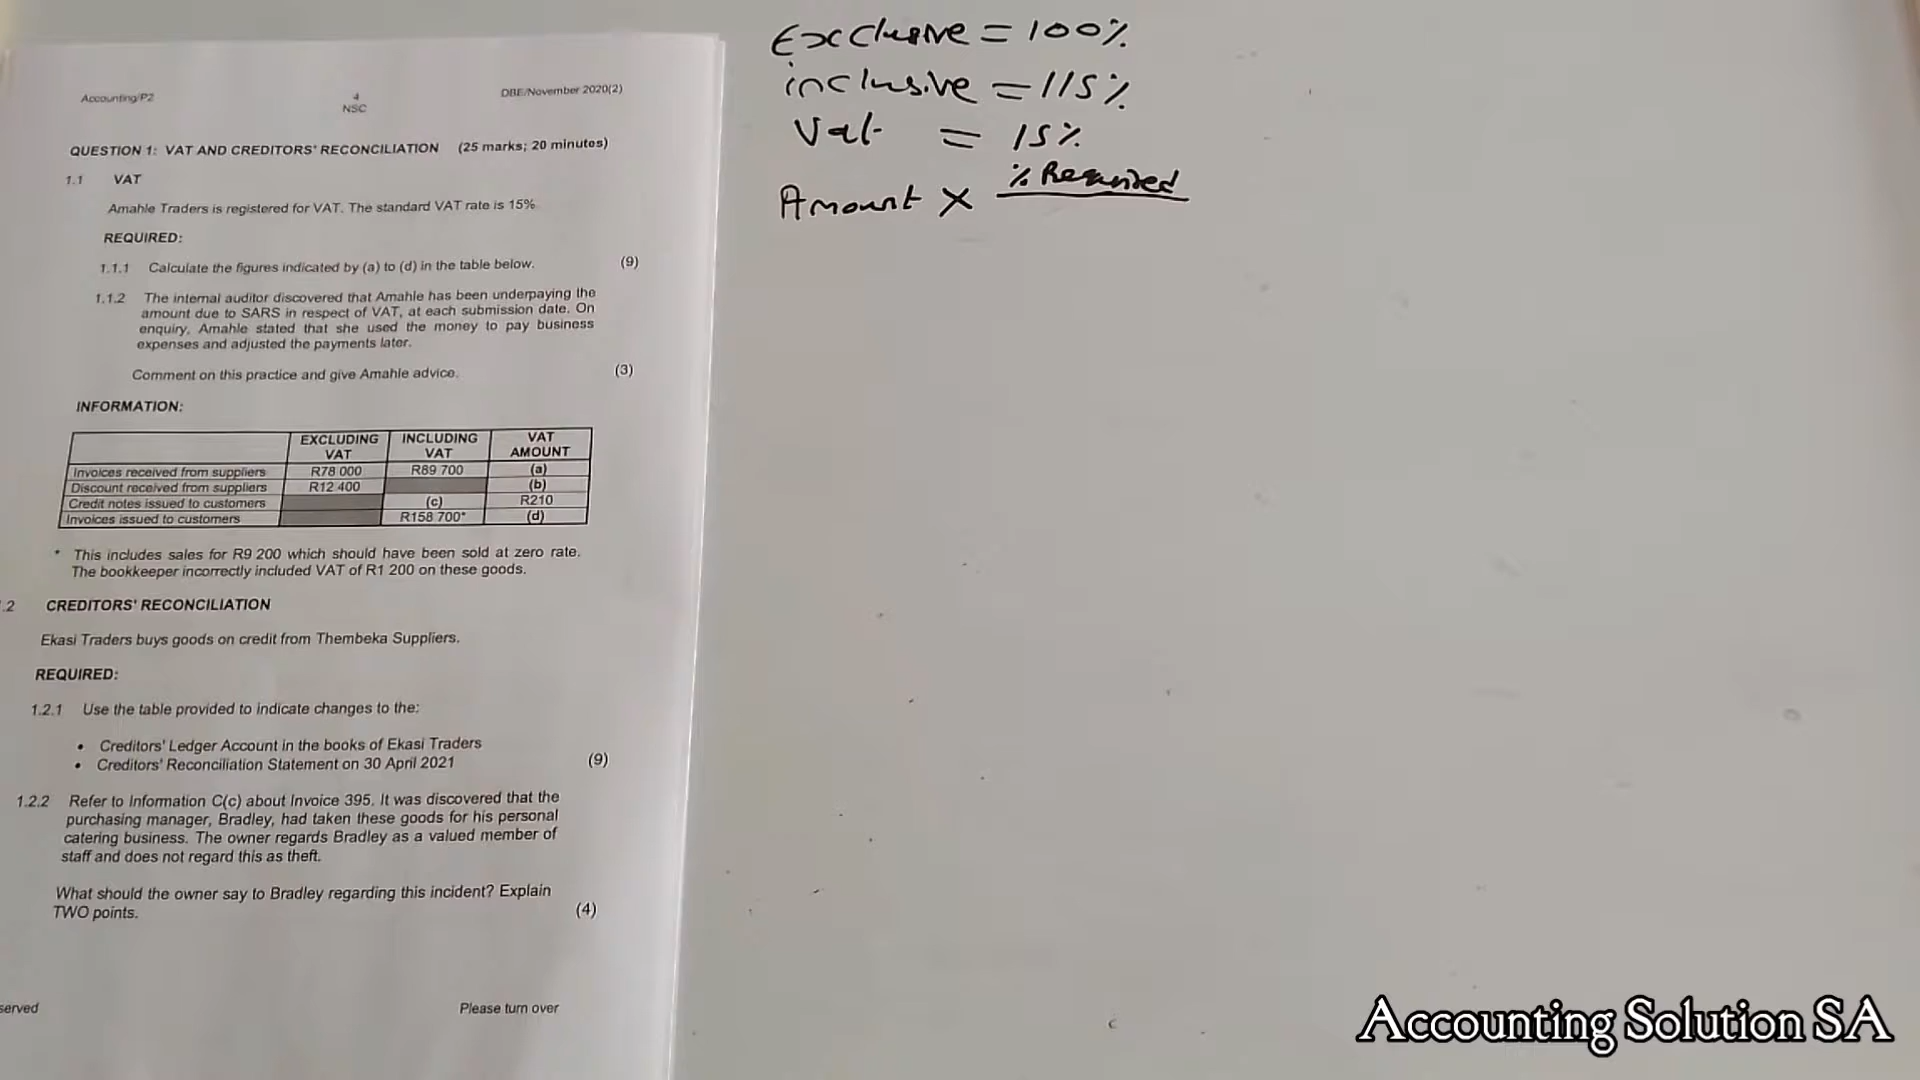 Accounting/P2
4
NSC
DBE/November 2020(2)
QUESTION 1: VAT AND CREDITORS' RECONCILIATION (25 marks; 20 minutes)
1.1 VAT
Amahle Traders is registered for VAT. The standard VAT rate is 15%.
REQUIRED:
1.1.1 Calculate the figures indicated by (a) to (d) in the table below. (9)
1.1.2 The internal auditor discovered that Amahle has been underpaying the
amount due to SARS in respect of VAT, at each submission date. On
enquiry, Amahle stated that she used the money to pay business
expenses and adjusted the payments later.
Comment on this practice and give Amahle advice. (3)
INFORMATION:
EXCLUDING VAT INCLUDING VAT VAT AMOUNT
Invoices received from suppliers R78 000 R89 700 (a)
Discount received from suppliers R12 400 (b)
Credit notes issued to customers (c) R210
Invoices issued to customers R158 700* (d)
* This includes sales for R9 200 which should have been sold at zero rate.
The bookkeeper incorrectly included VAT of R1 200 on these goods.
.2 CREDITORS' RECONCILIATION
Ekasi Traders buys goods on credit from Thembeka Suppliers.
REQUIRED:
1.2.1 Use the table provided to indicate changes to the:
• Creditors' Ledger Account in the books of Ekasi Traders
• Creditors' Reconciliation Statement on 30 April 2021 (9)
1.2.2 Refer to Information C(c) about Invoice 395. It was discovered that the
purchasing manager, Bradley, had taken these goods for his personal
catering business. The owner regards Bradley as a valued member of
staff and does not regard this as theft.
What should the owner say to Bradley regarding this incident? Explain
TWO points. (4)
served
Please turn over
Exclusive = 100%
inclusive = 115%
Vat = 15%
% Required
Amount ×
Accounting Solution SA